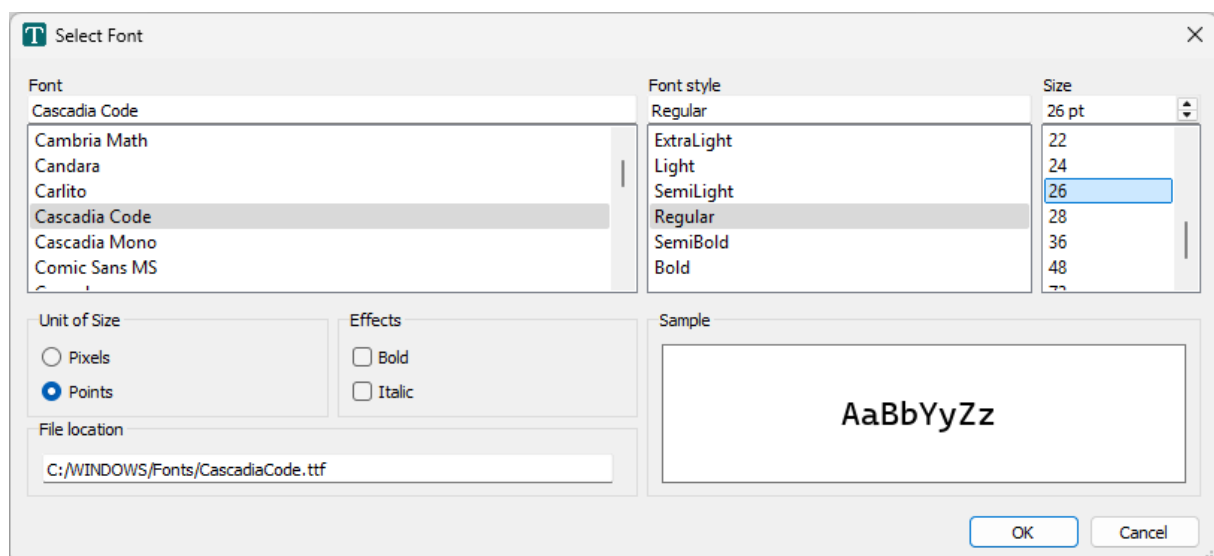 Select Font
Font
Cascadia Code
Cambria Math
Candara
Carlito
Cascadia Code
Cascadia Mono
Comic Sans MS
Font style
Regular
ExtraLight
Light
SemiLight
Regular
SemiBold
Bold
Size
26 pt
22
24
26
28
36
48
Unit of Size
Pixels
Points
Effects
Bold
Italic
File location
C:/WINDOWS/Fonts/CascadiaCode.ttf
Sample
AaBbYyZz
OK
Cancel